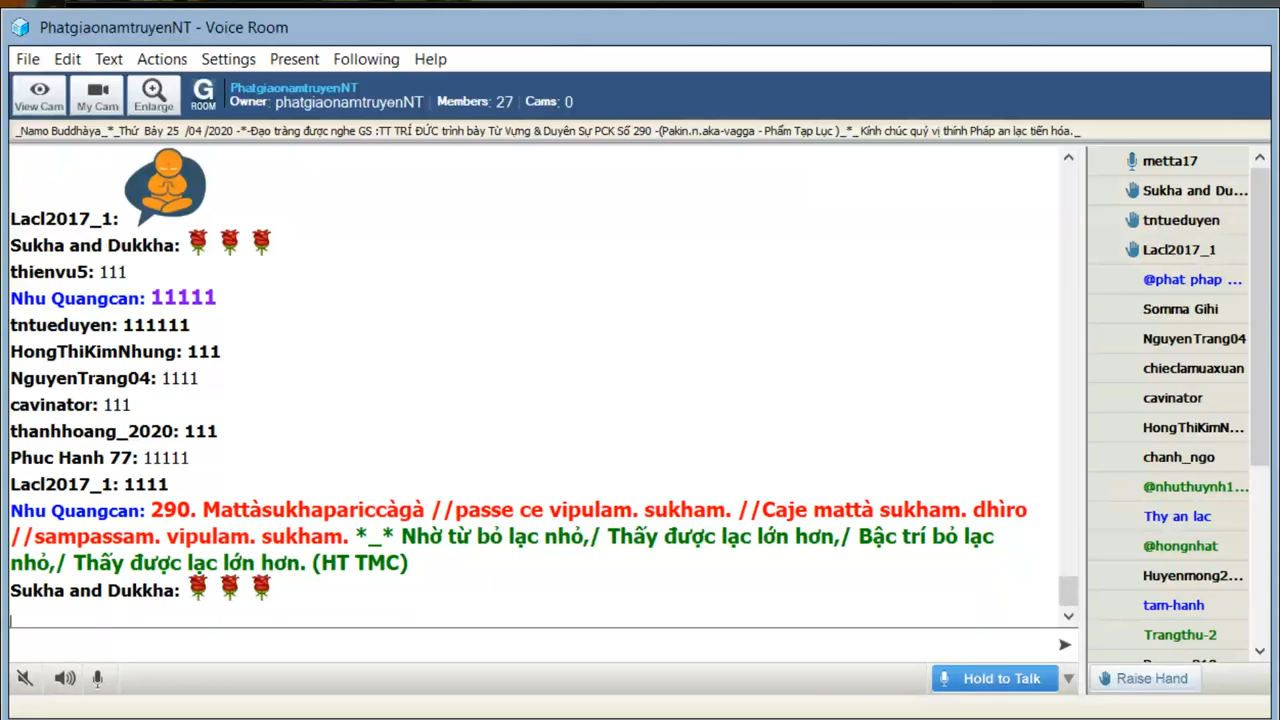 PhatgiaonamtruyenNT - Voice Room
File Edit Text Actions Settings Present Following Help
View Cam My Cam Enlarge G ROOM
PhatgiaonamtruyenNT
Owner: phatgiaonamtruyenNT Members: 27 Cams: 0
_Namo Buddhàya_*_Thứ Bảy 25 /04 /2020 -*-Đạo tràng được nghe GS :TT TRÍ ĐỨC trình bày Từ Vựng & Duyên Sự PCK Số 290 -(Pakin.n.aka-vagga - Phẩm Tạp Lục )_*_ Kính chúc quý vị thính Pháp an lạc tiến hóa._
Lacl2017_1:
Sukha and Dukkha:
thienvu5: 111
Nhu Quangcan: 11111
tntueduyen: 111111
HongThiKimNhung: 111
NguyenTrang04: 1111
cavinator: 111
thanhhoang_2020: 111
Phuc Hanh 77: 11111
Lacl2017_1: 1111
Nhu Quangcan: 290. Mattàsukhapariccàgà //passe ce vipulam. sukham. //Caje mattà sukham. dhìro
//sampassam. vipulam. sukham. *_* Nhờ từ bỏ lạc nhỏ,/ Thấy được lạc lớn hơn,/ Bậc trí bỏ lạc
nhỏ,/ Thấy được lạc lớn hơn. (HT TMC)
Sukha and Dukkha:
metta17
Sukha and Du...
tntueduyen
Lacl2017_1
@phat phap ...
Somma Gihi
NguyenTrang04
chieclamuaxuan
cavinator
HongThiKimN...
chanh_ngo
@nhuthuynh1...
Thy an lac
@hongnhat
Huyenmong2...
tam-hanh
Trangthu-2
Hold to Talk
Raise Hand